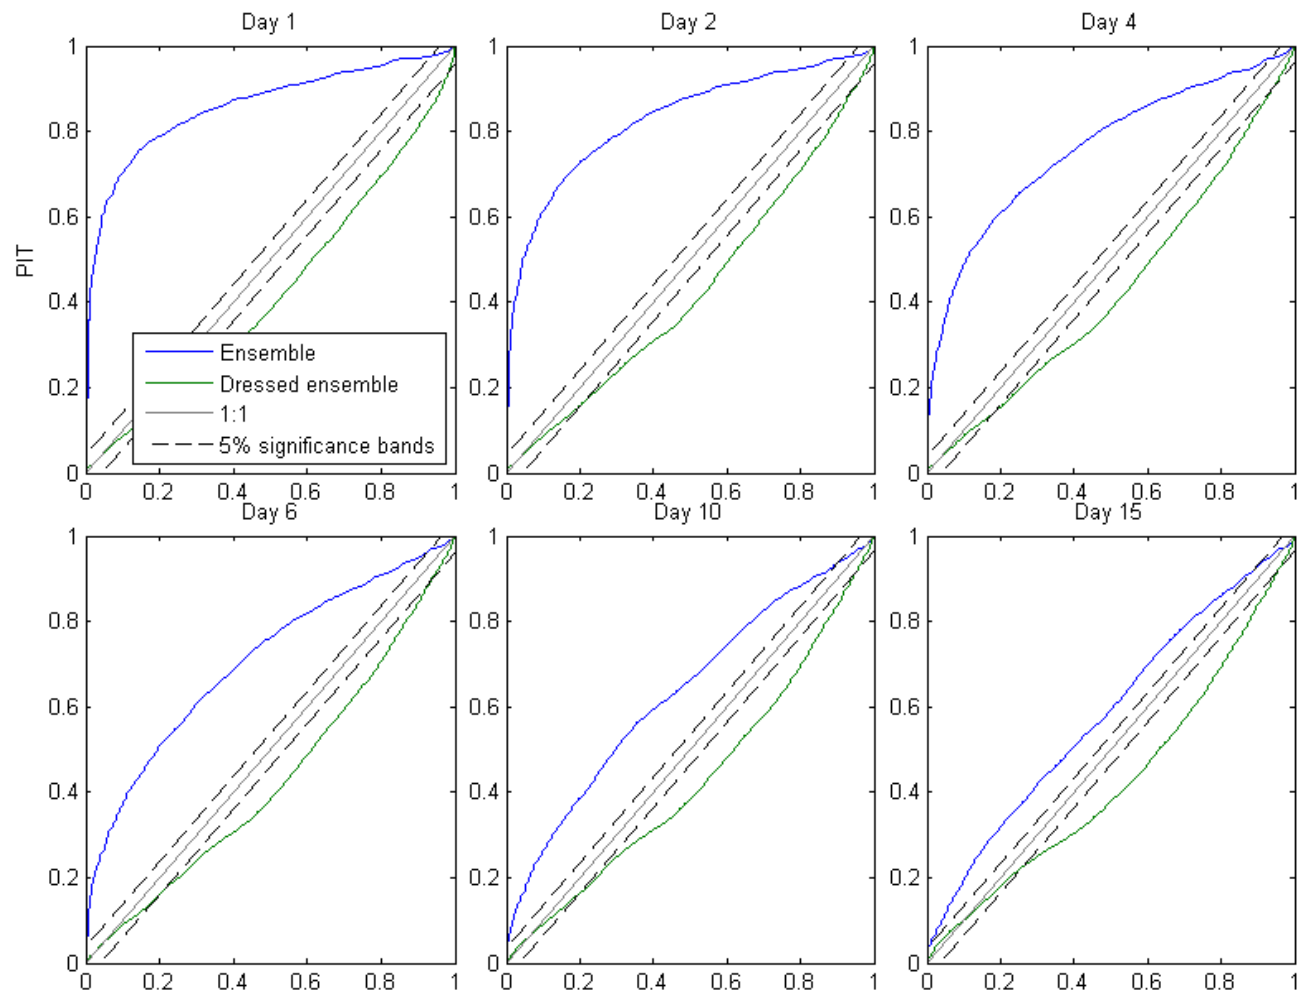 Day 1 Day 2 Day 4
1 1 1
0.8 0.8 0.8
0.6 0.6 0.6
PIT
0.4 0.4 0.4
0.2 0.2 0.2
0 0 0
Ensemble
Dressed ensemble
1:1
5% significance bands
0 0.2 0.4 0.6 0.8 1 0 0.2 0.4 0.6 0.8 1 0 0.2 0.4 0.6 0.8 1
Day 6 Day 10 Day 15
1 1 1
0.8 0.8 0.8
0.6 0.6 0.6
0.4 0.4 0.4
0.2 0.2 0.2
0 0 0
0 0.2 0.4 0.6 0.8 1 0 0.2 0.4 0.6 0.8 1 0 0.2 0.4 0.6 0.8 1